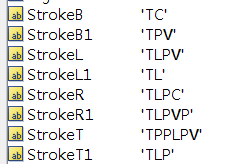 StrokeB 'TC'
StrokeB1 'TPV'
StrokeL 'TLPV'
StrokeL1 'TL'
StrokeR 'TLPC'
StrokeR1 'TLPVP'
StrokeT 'TPPLPV'
StrokeT1 'TLP'